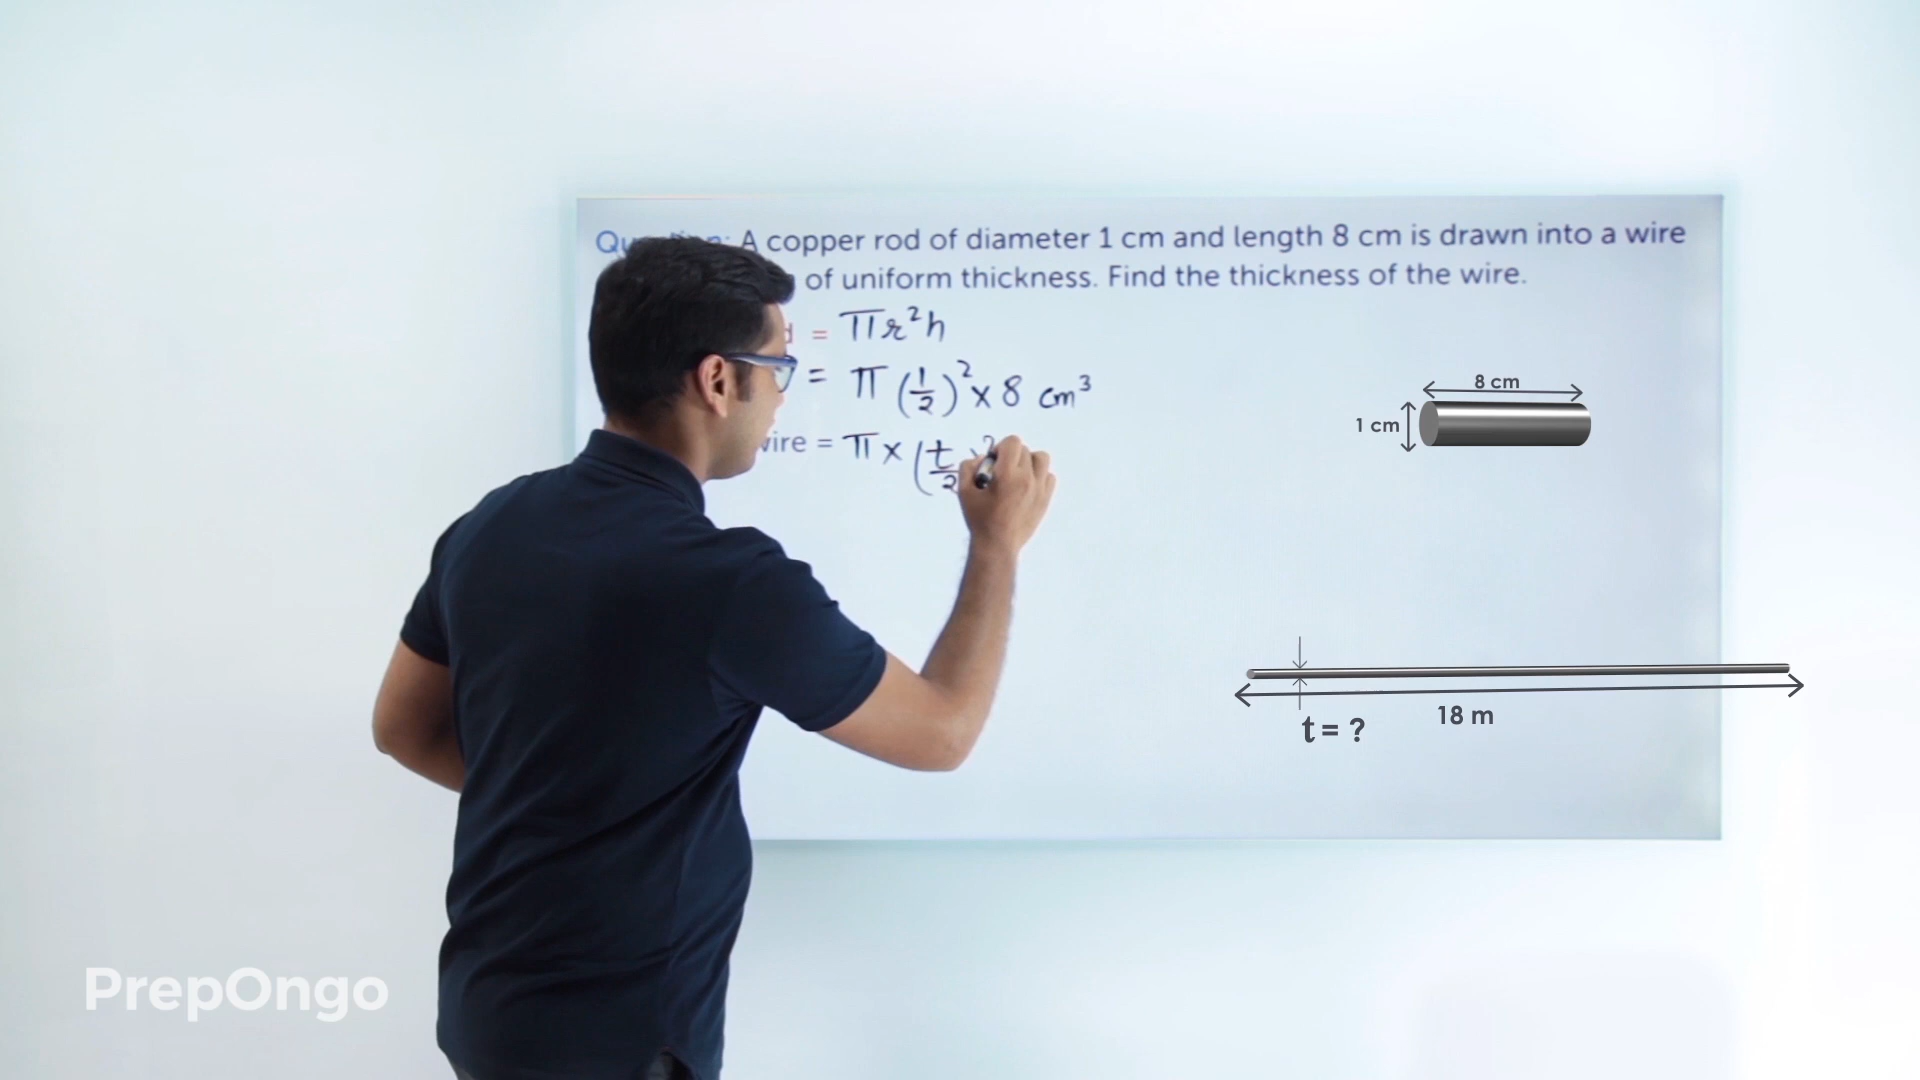 A copper rod of diameter 1 cm and length 8 cm is drawn into a wire
of uniform thickness. Find the thickness of the wire.
= πr²h
= π (1/2)² x 8 cm³
= π x (t/2)²
8 cm
1 cm
18 m
t = ?
PrepOngo